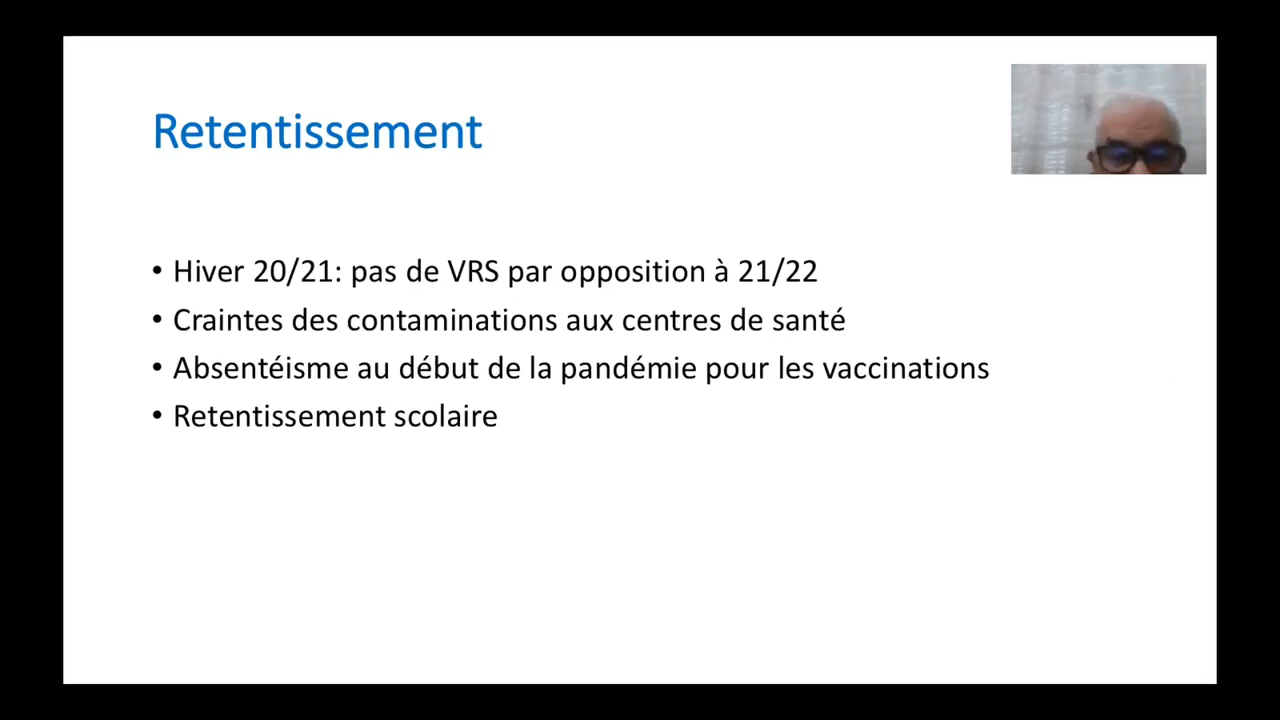 Retentissement
• Hiver 20/21: pas de VRS par opposition à 21/22
• Craintes des contaminations aux centres de santé
• Absentéisme au début de la pandémie pour les vaccinations
• Retentissement scolaire